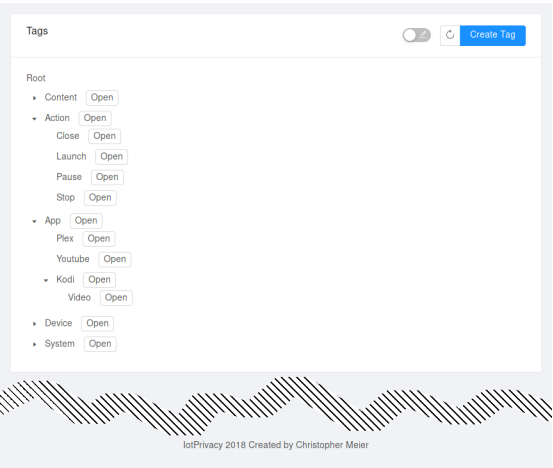 Tags
Create Tag
Root
Content Open
Action Open
Close Open
Launch Open
Pause Open
Stop Open
App Open
Plex Open
Youtube Open
Kodi Open
Video Open
Device Open
System Open
IotPrivacy 2018 Created by Christopher Meier